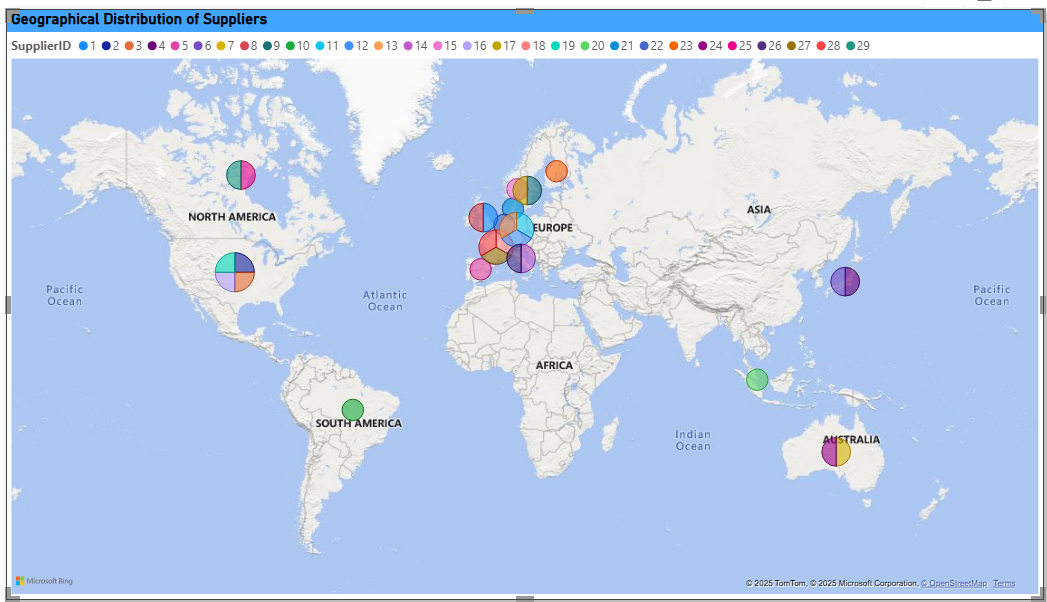 Geographical Distribution of Suppliers
SupplierID 1 2 3 4 5 6 7 8 9 10 11 12 13 14 15 16 17 18 19 20 21 22 23 24 25 26 27 28 29
NORTH AMERICA
EUROPE
ASIA
Pacific
Ocean
Atlantic
Ocean
Pacific
Ocean
AFRICA
SOUTH AMERICA
Indian
Ocean
AUSTRALIA
Microsoft Bing
© 2025 TomTom, © 2025 Microsoft Corporation, © OpenStreetMap Terms